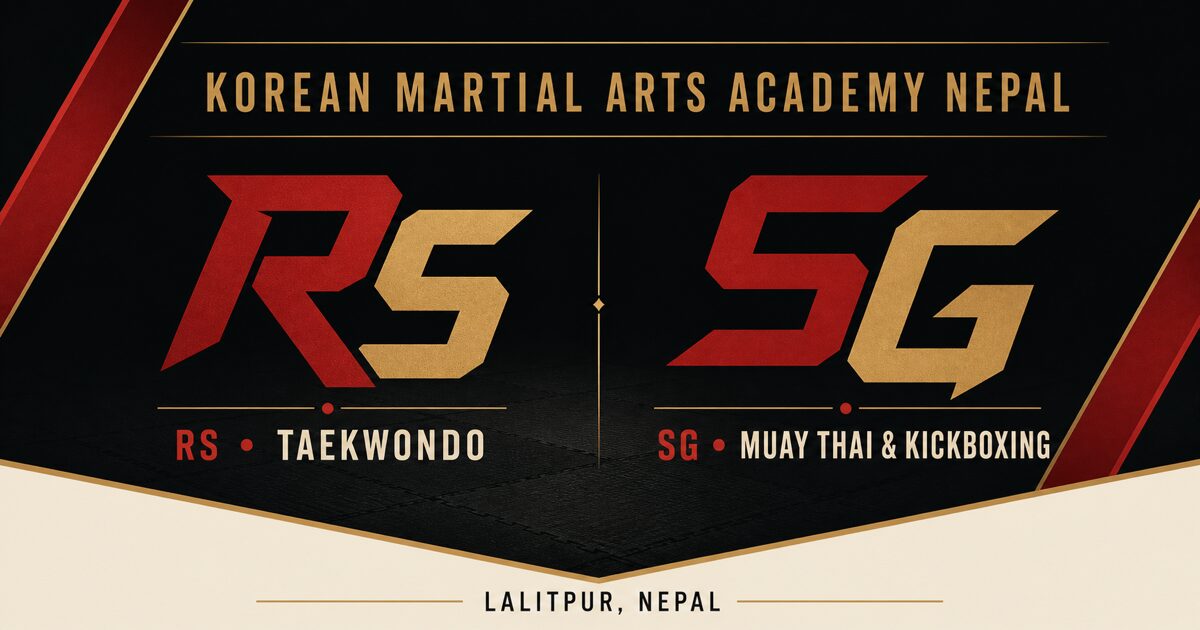 KOREAN MARTIAL ARTS ACADEMY NEPAL
RS
SG
RS • TAEKWONDO
SG • MUAY THAI & KICKBOXING
LALITPUR, NEPAL